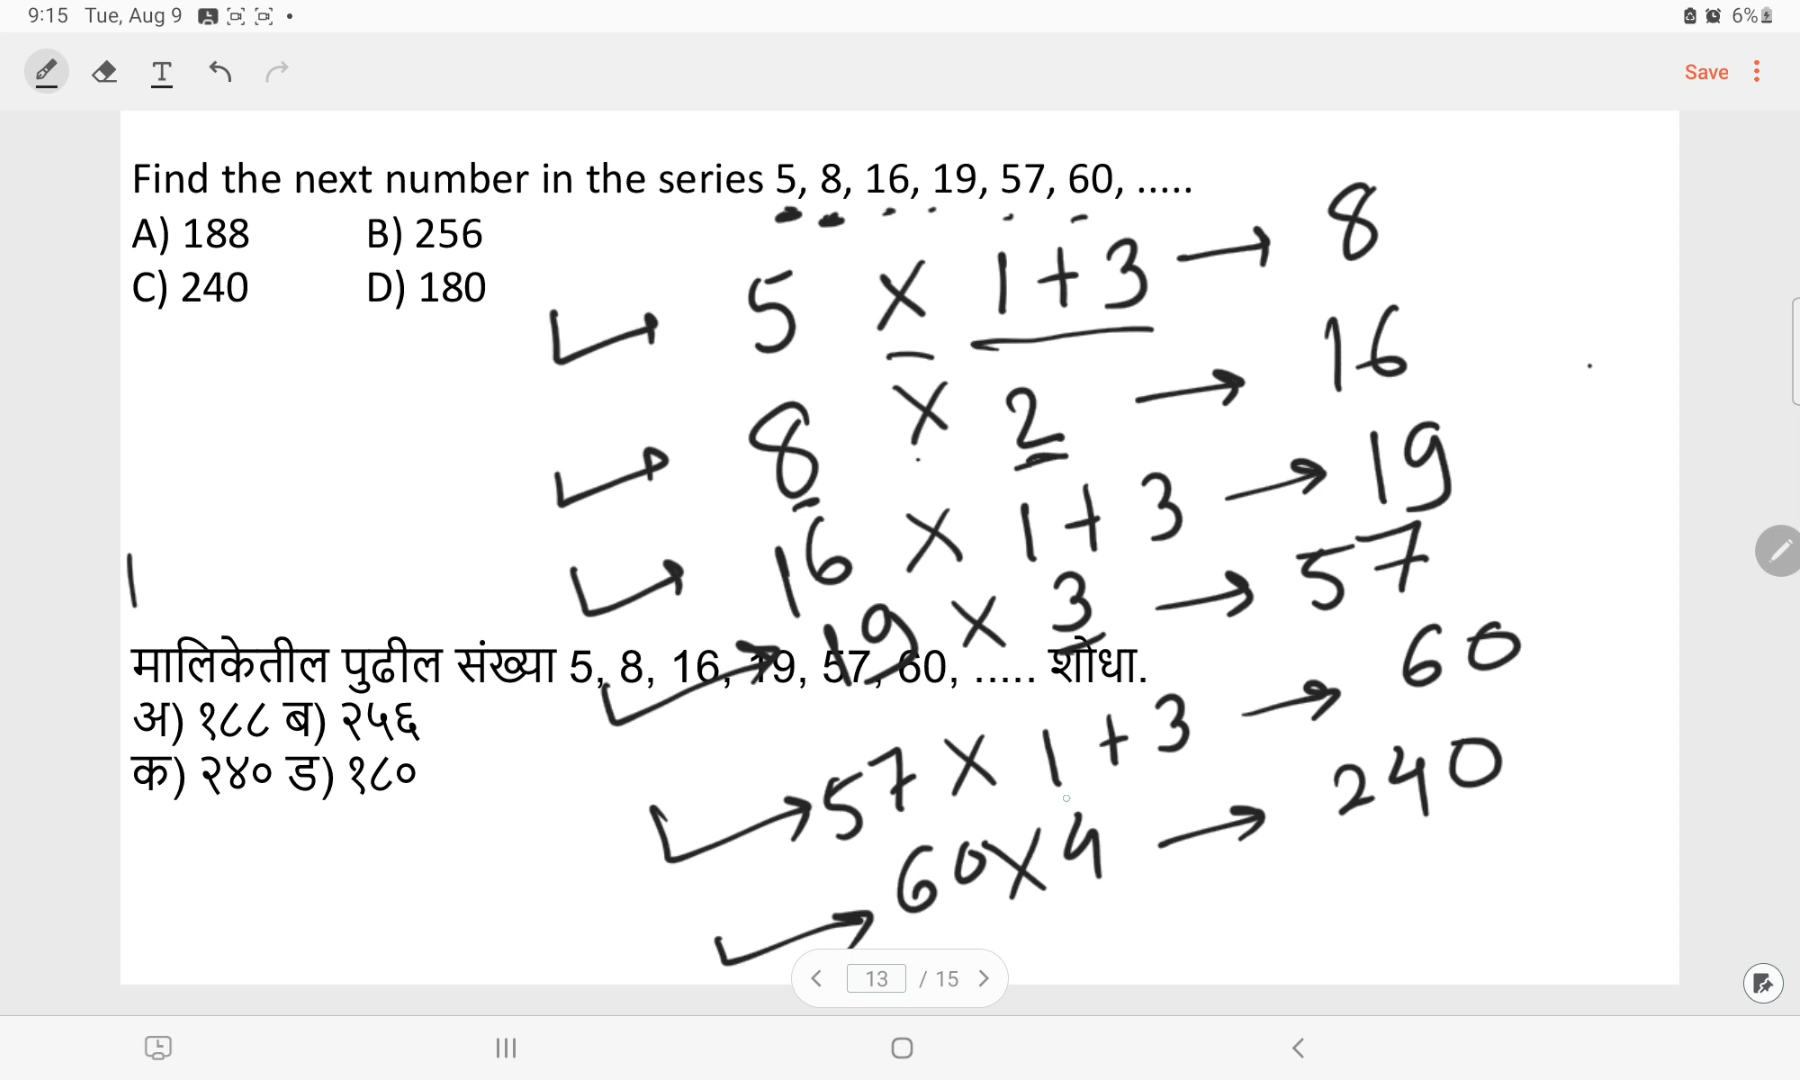 9:15 Tue, Aug 9
6%
Save
Find the next number in the series 5, 8, 16, 19, 57, 60, .....
A) 188 B) 256
C) 240 D) 180
5 × 1+3 → 8
8 × 2 → 16
16 × 1+3 → 19
19 × 3 → 57
मालिकेतील पुढील संख्या 5, 8, 16, 19, 57, 60, ..... शोधा.
अ) १८८ ब) २५६
क) २४० ड) १८०
57 × 1+3 → 60
60×4 → 240
13 / 15